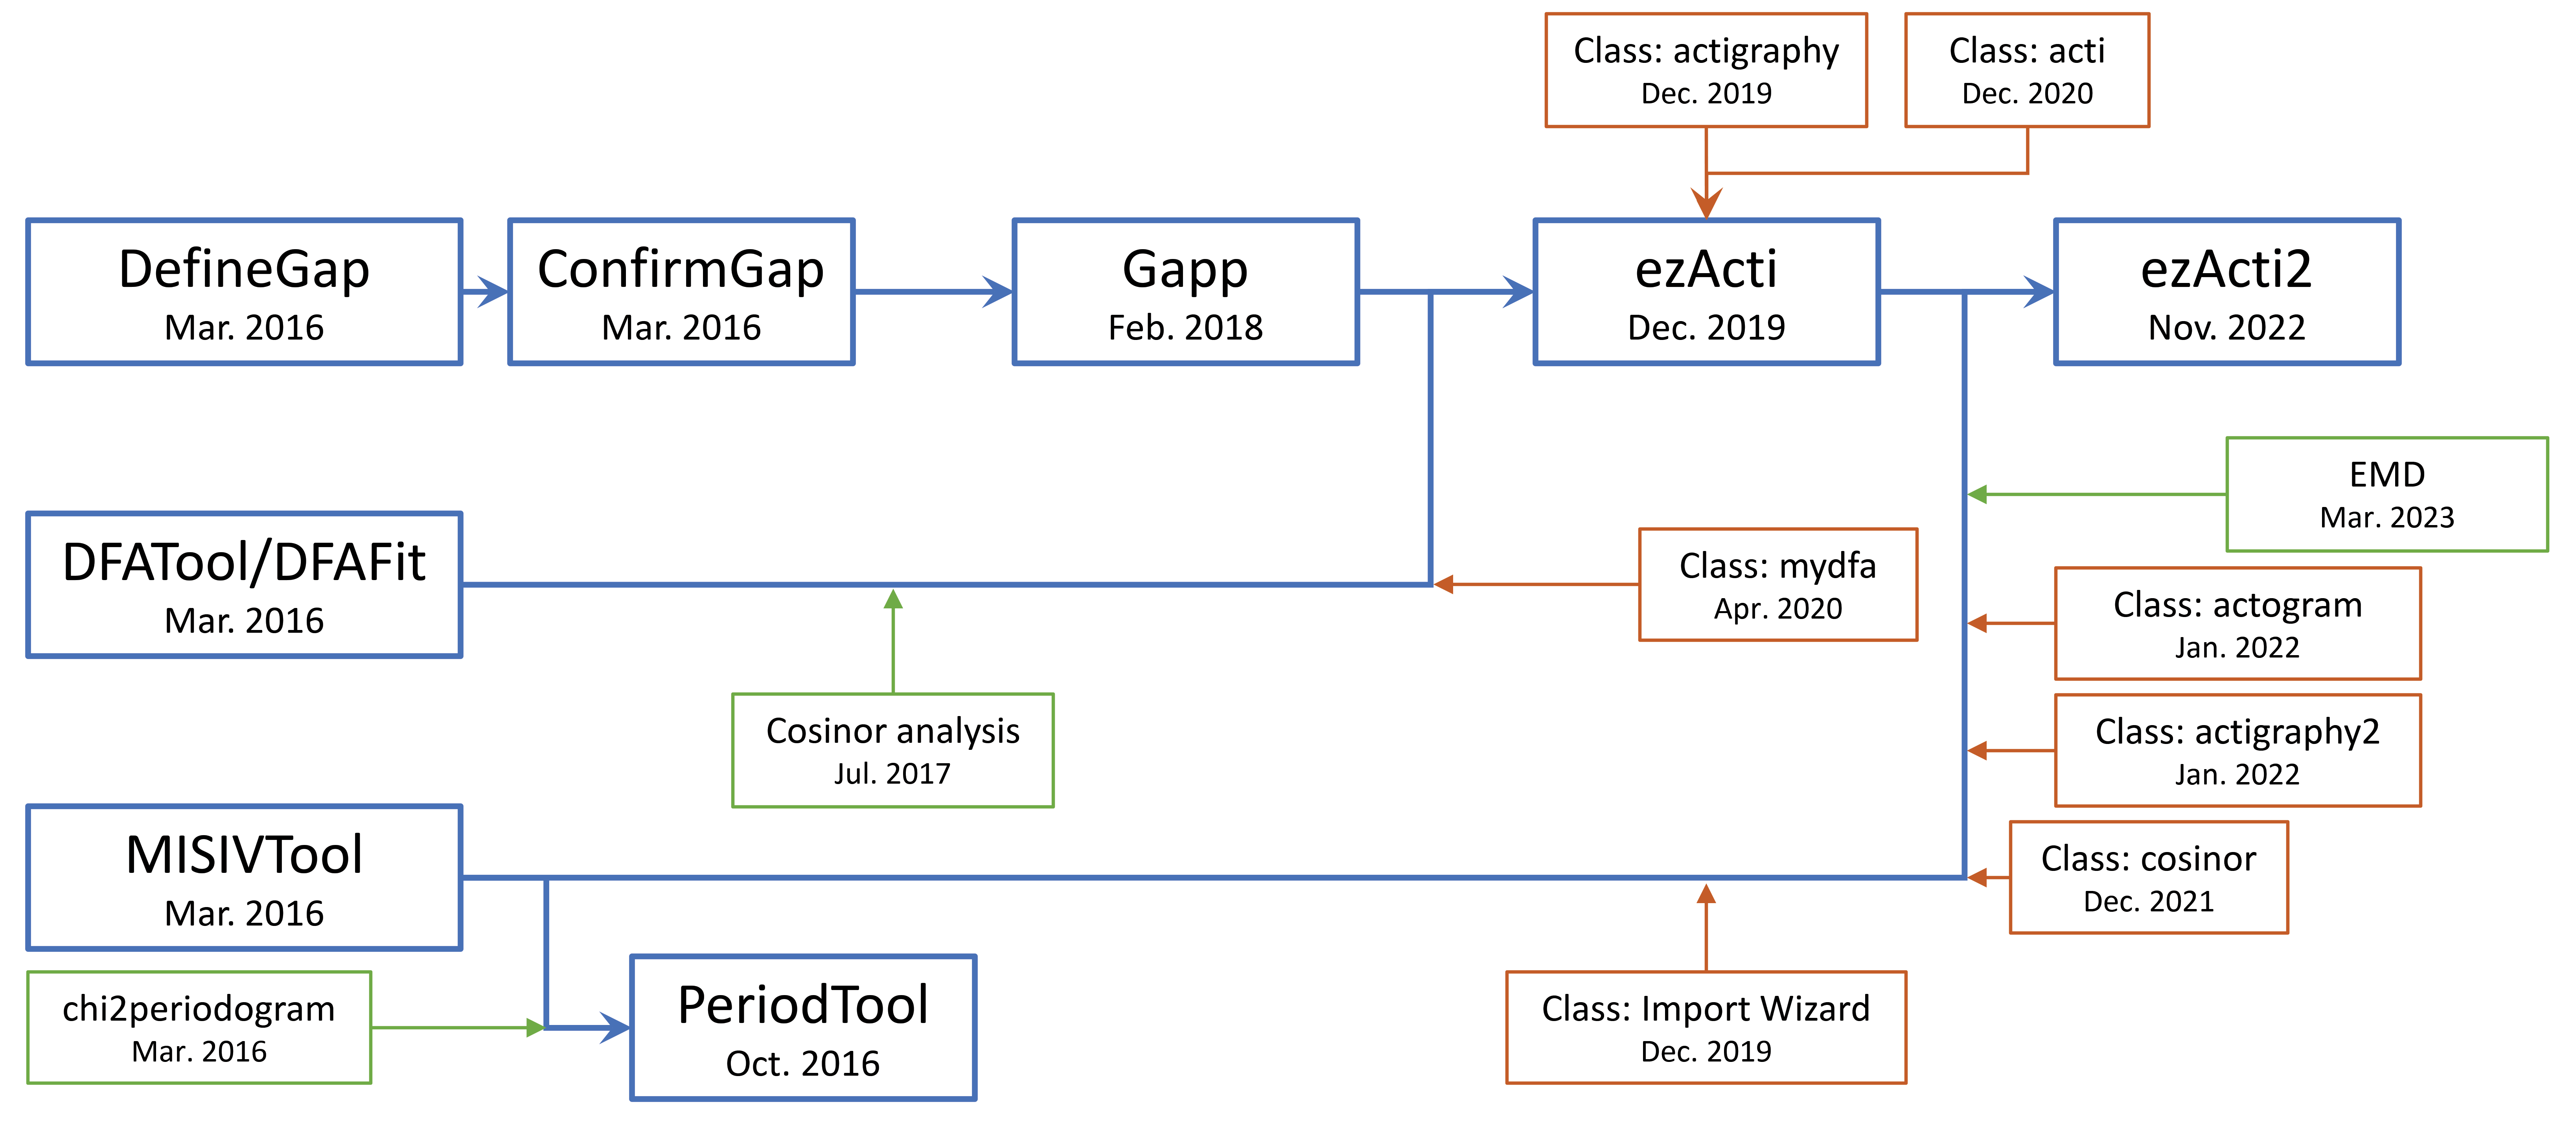 Class: actigraphy
Dec. 2019
Class: acti
Dec. 2020
DefineGap
Mar. 2016
ConfirmGap
Mar. 2016
Gapp
Feb. 2018
ezActi
Dec. 2019
ezActi2
Nov. 2022
EMD
Mar. 2023
DFATool/DFAFit
Mar. 2016
Class: mydfa
Apr. 2020
Class: actogram
Jan. 2022
Cosinor analysis
Jul. 2017
Class: actigraphy2
Jan. 2022
MISIVTool
Mar. 2016
Class: cosinor
Dec. 2021
chi2periodogram
Mar. 2016
PeriodTool
Oct. 2016
Class: Import Wizard
Dec. 2019